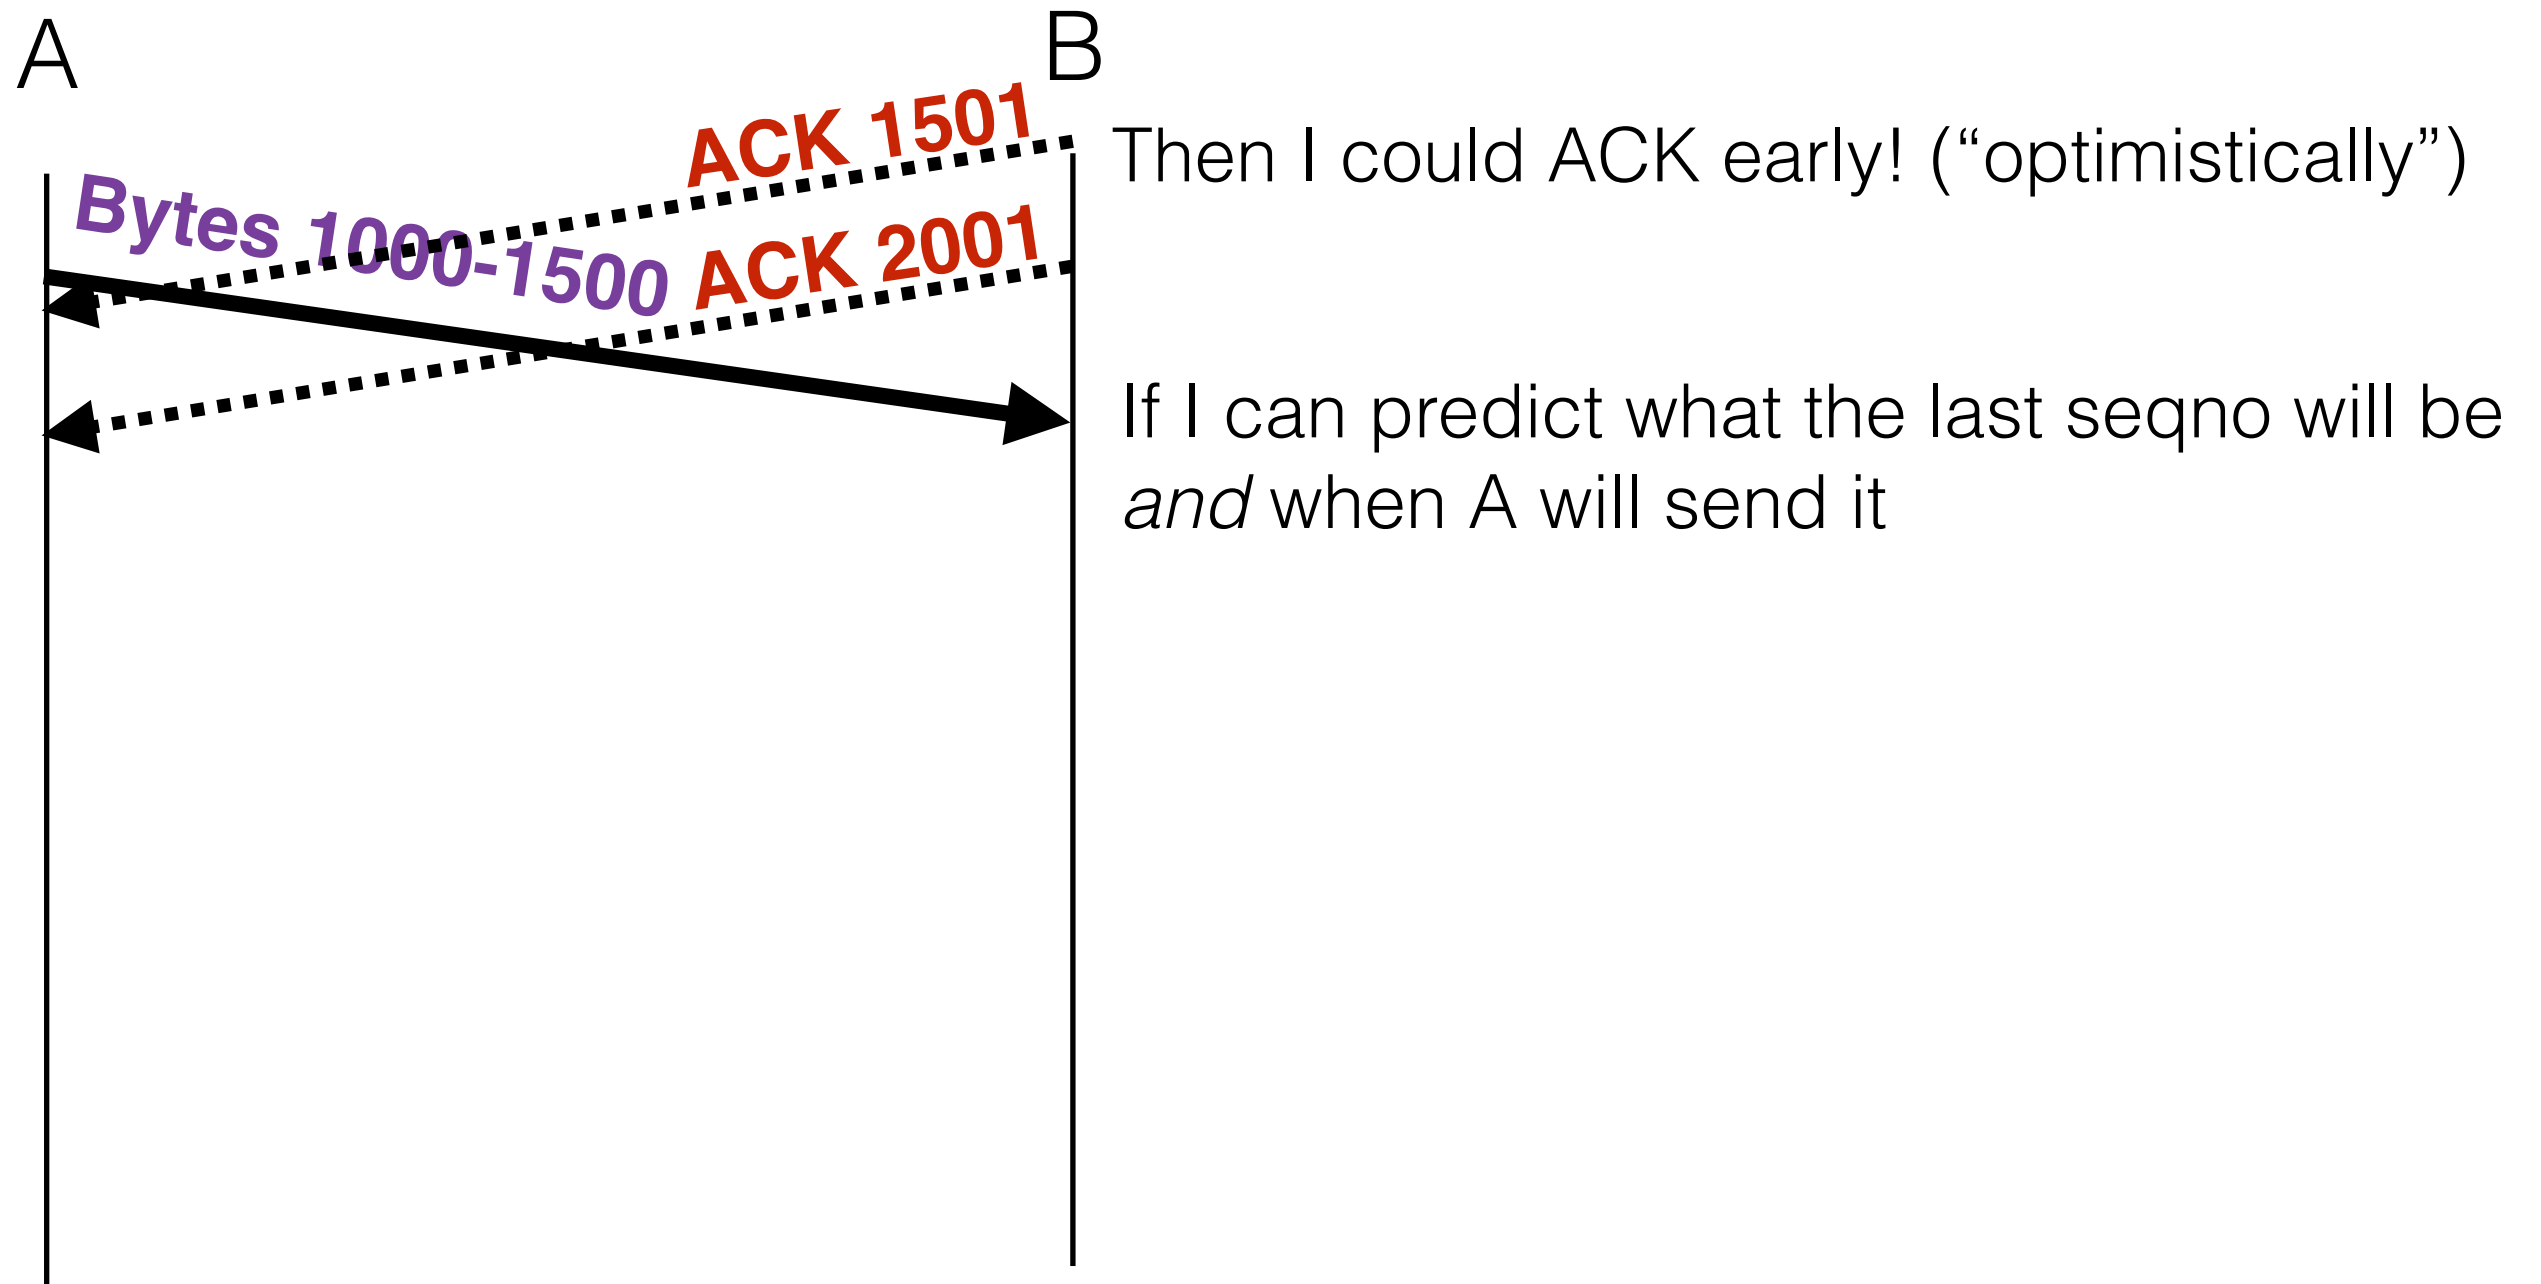 A
B
ACK 1501
Then I could ACK early! (“optimistically”)
Bytes 1000-1500
ACK 2001
If I can predict what the last seqno will be
and when A will send it